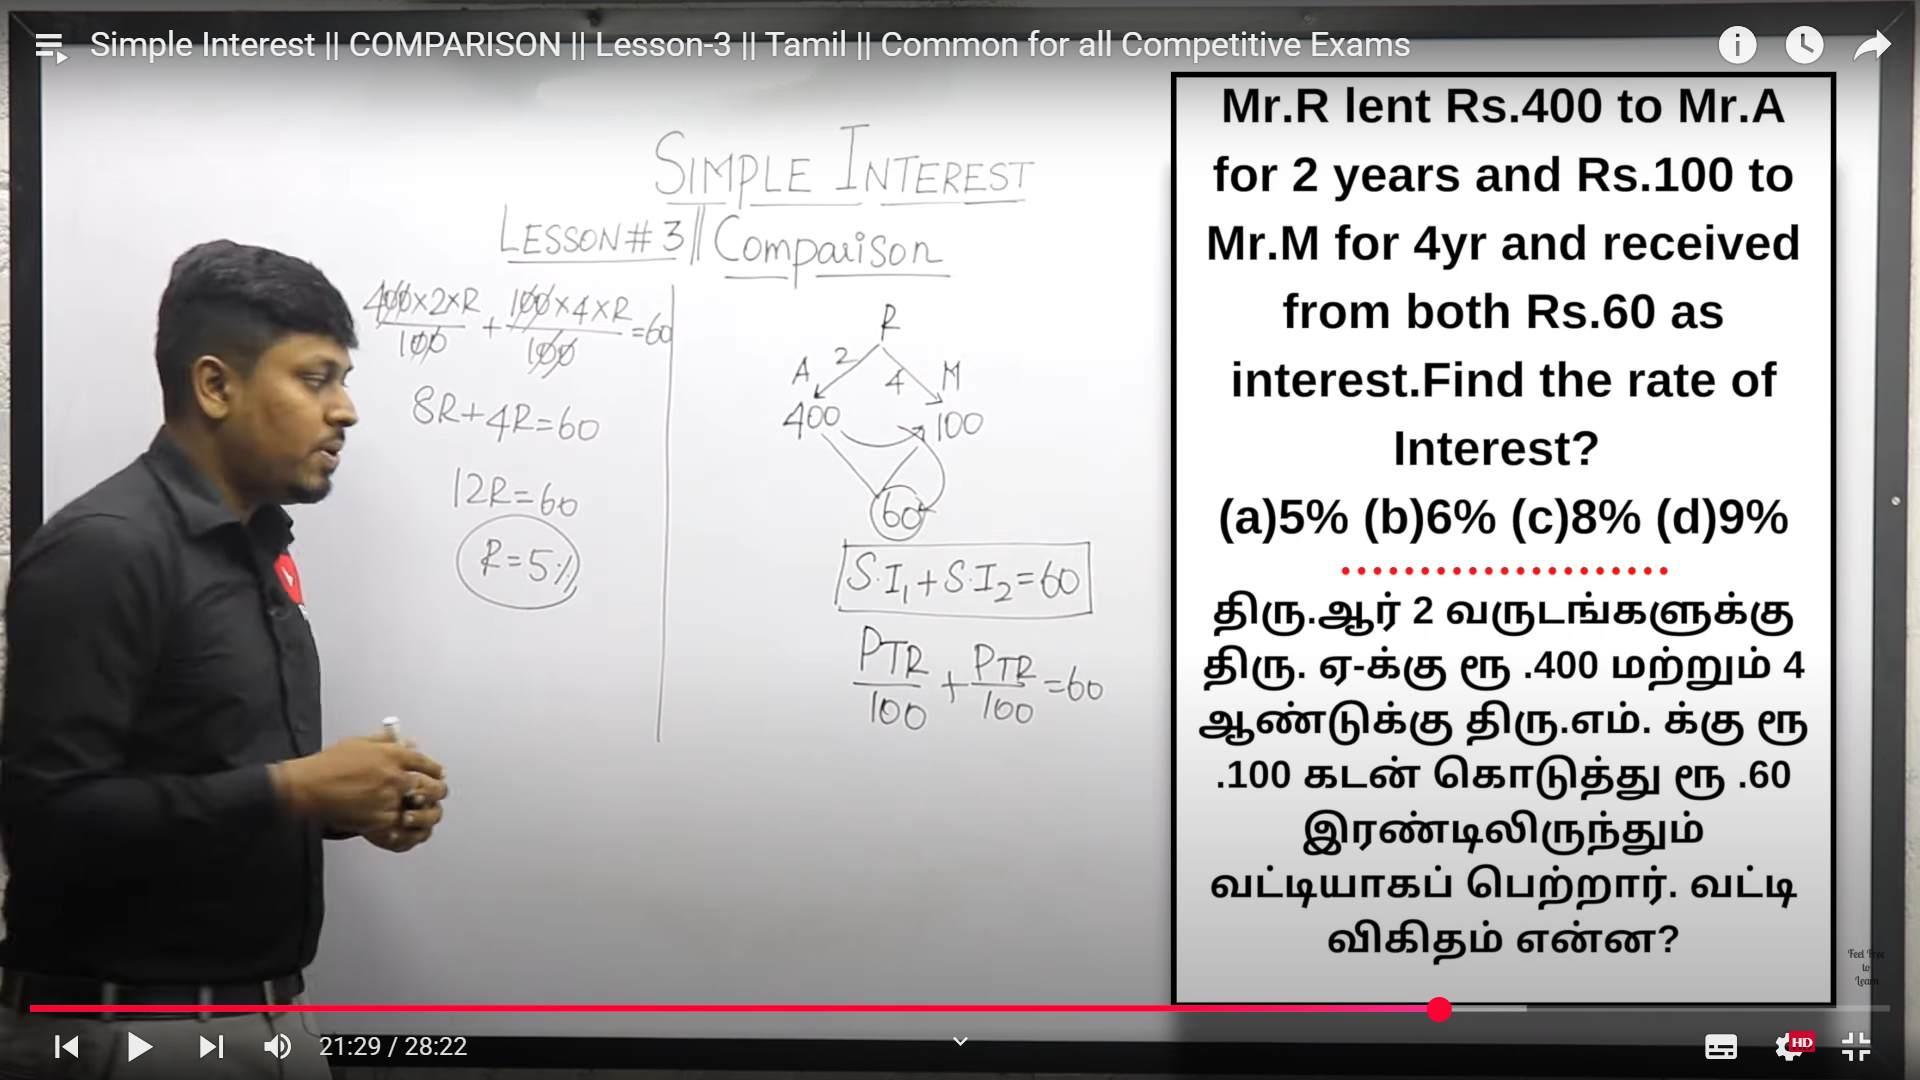 Simple Interest || COMPARISON || Lesson-3 || Tamil || Common for all Competitive Exams
SIMPLE INTEREST
LESSON# 3 || Comparison
400×2×R/100 + 100×4×R/100 =60
8R+4R=60
12R=60
R=5%
R
A 2 4 M
400 100
60
S.I₁+S.I₂=60
PTR/100 + PTR/100 =60
Mr.R lent Rs.400 to Mr.A
for 2 years and Rs.100 to
Mr.M for 4yr and received
from both Rs.60 as
interest.Find the rate of
Interest?
(a)5% (b)6% (c)8% (d)9%
திரு.ஆர் 2 வருடங்களுக்கு
திரு. ஏ-க்கு ரூ .400 மற்றும் 4
ஆண்டுக்கு திரு.எம். க்கு ரூ
.100 கடன் கொடுத்து ரூ .60
இரண்டிலிருந்தும்
வட்டியாகப் பெற்றார். வட்டி
விகிதம் என்ன?
Feel Free
to
Learn
21:29 / 28:22
HD